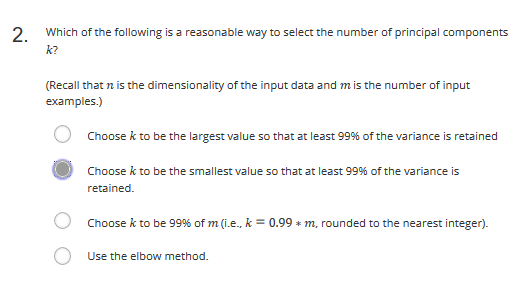 2. Which of the following is a reasonable way to select the number of principal components
k?
(Recall that n is the dimensionality of the input data and m is the number of input
examples.)
Choose k to be the largest value so that at least 99% of the variance is retained
Choose k to be the smallest value so that at least 99% of the variance is
retained.
Choose k to be 99% of m (i.e., k = 0.99 ∗ m, rounded to the nearest integer).
Use the elbow method.